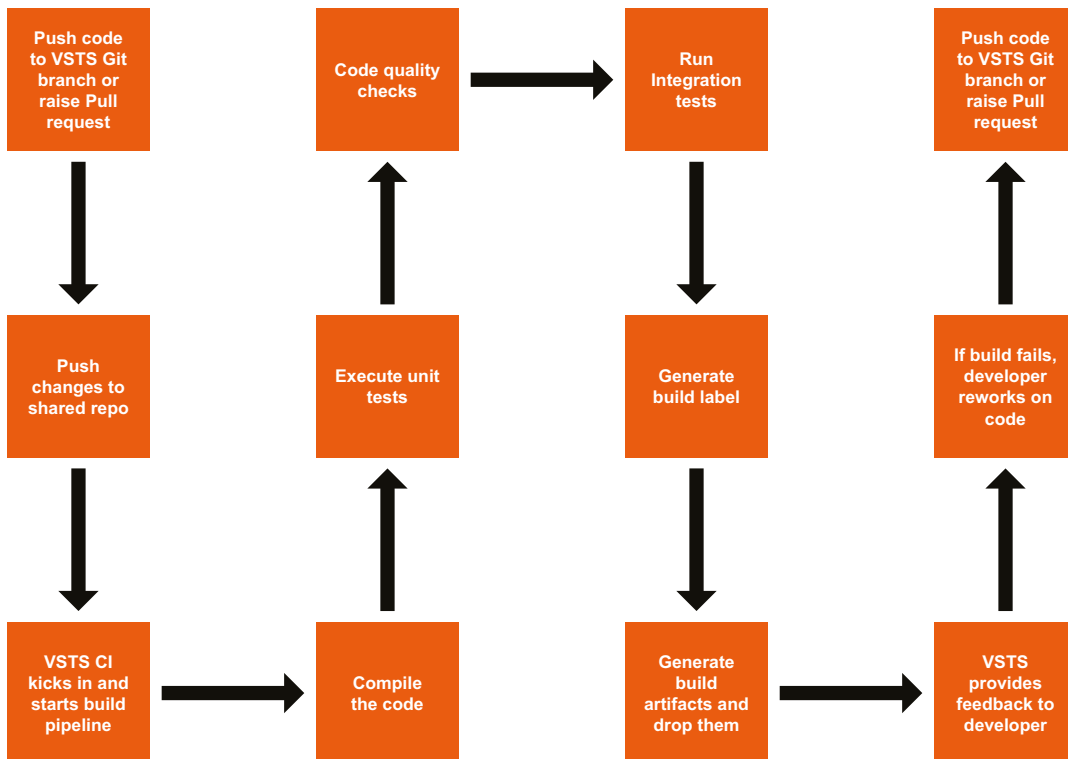 Push code
to VSTS Git
branch or
raise Pull
request
Push
changes to
shared repo
VSTS CI
kicks in and
starts build
pipeline
Compile
the code
Execute unit
tests
Code quality
checks
Run
Integration
tests
Generate
build label
Generate
build
artifacts and
drop them
VSTS
provides
feedback to
developer
If build fails,
developer
reworks on
code
Push code
to VSTS Git
branch or
raise Pull
request